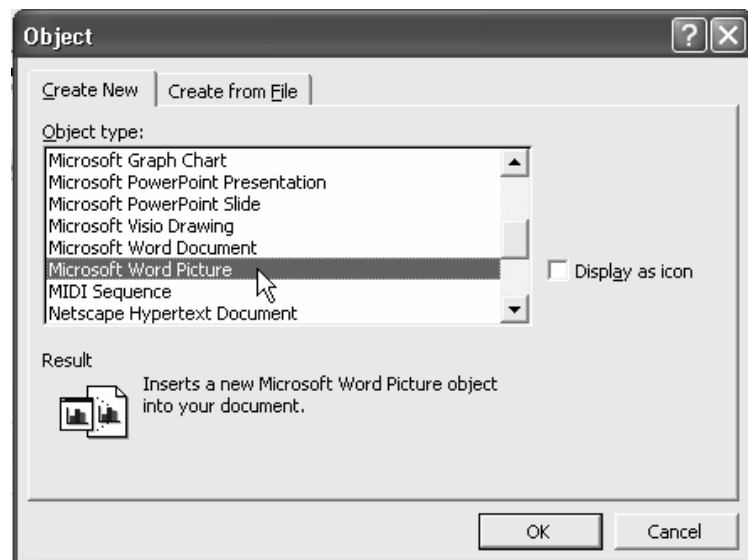 Object
Create New
Create from File
Object type:
Microsoft Graph Chart
Microsoft PowerPoint Presentation
Microsoft PowerPoint Slide
Microsoft Visio Drawing
Microsoft Word Document
Microsoft Word Picture
MIDI Sequence
Netscape Hypertext Document
Display as icon
Result
Inserts a new Microsoft Word Picture object
into your document.
OK
Cancel